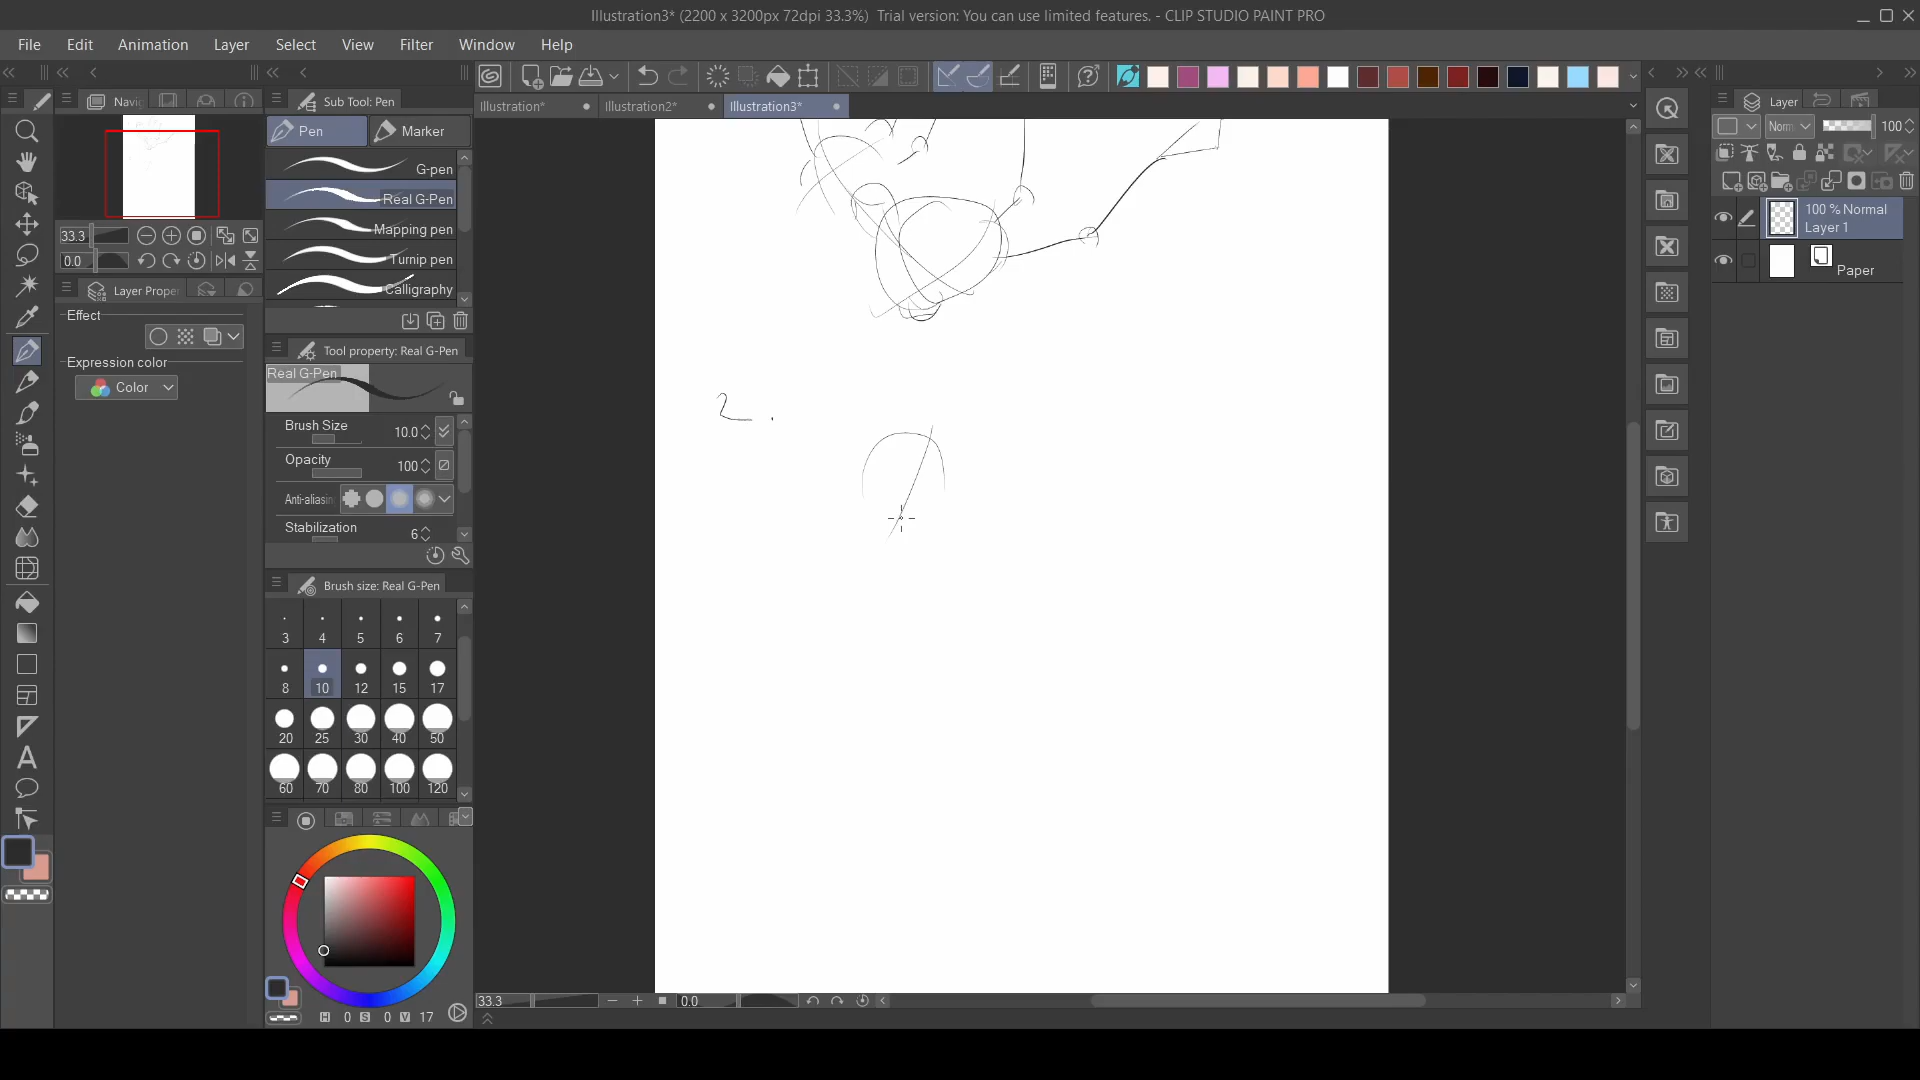 Illustration3* (2200 x 3200px 72dpi 33.3%)  Trial version: You can use limited features. - CLIP STUDIO PAINT PRO
File Edit Animation Layer Select View Filter Window Help
Navig
Sub Tool: Pen
Illustration*
Illustration2*
Illustration3*
Layer
Pen
Marker
Norm
100
G-pen
Real G-Pen
Mapping pen
Turnip pen
Calligraphy
100 % Normal
Layer 1
Paper
33.3
0.0
Layer Prope
Effect
Expression color
Color
Tool property: Real G-Pen
Real G-Pen
Brush Size
10.0
Opacity
100
Anti-aliasin
Stabilization
6
Brush size: Real G-Pen
3 4 5 6 7
8 10 12 15 17
20 25 30 40 50
60 70 80 100 120
2 .
H 0 S 0 V 17
33.3
0.0